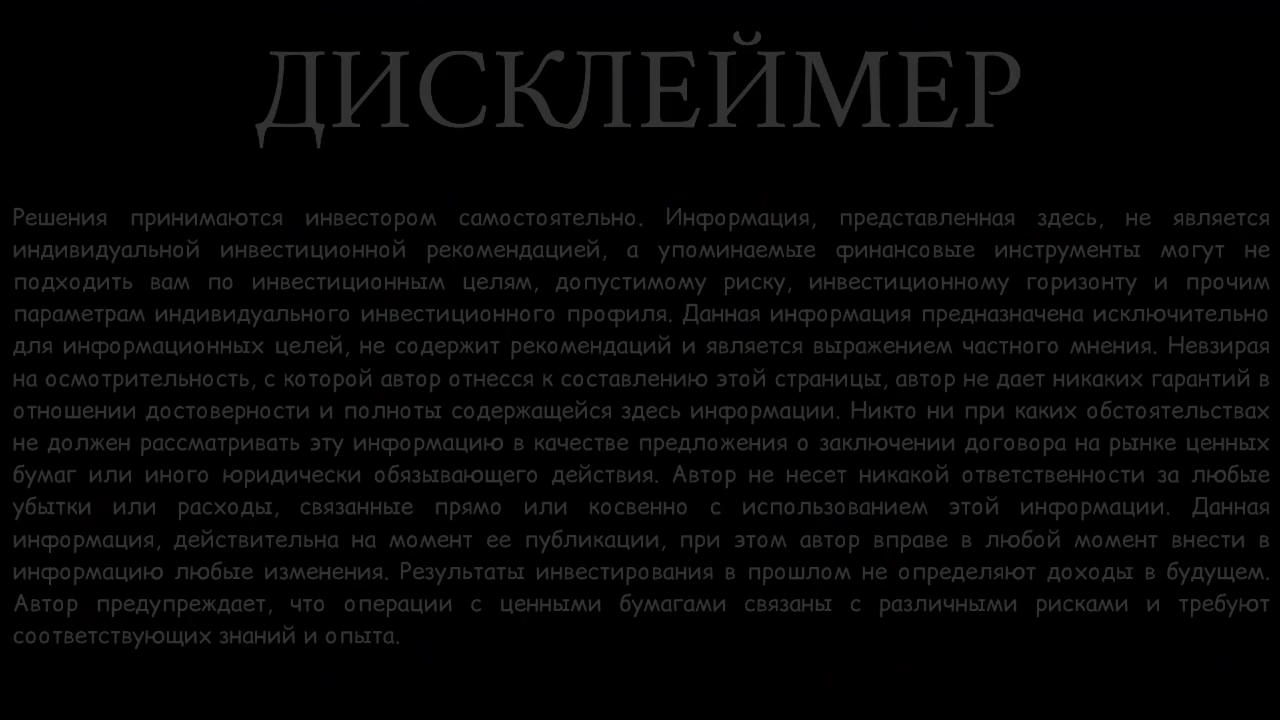 ДИСКЛЕЙМЕР
Решения принимаются инвестором самостоятельно. Информация, представленная здесь, не является
индивидуальной инвестиционной рекомендацией, а упоминаемые финансовые инструменты могут не
подходить вам по инвестиционным целям, допустимому риску, инвестиционному горизонту и прочим
параметрам индивидуального инвестиционного профиля. Данная информация предназначена исключительно
для информационных целей, не содержит рекомендаций и является выражением частного мнения. Невзирая
на осмотрительность, с которой автор отнесся к составлению этой страницы, автор не дает никаких гарантий в
отношении достоверности и полноты содержащейся здесь информации. Никто ни при каких обстоятельствах
не должен рассматривать эту информацию в качестве предложения о заключении договора на рынке ценных
бумаг или иного юридически обязывающего действия. Автор не несет никакой ответственности за любые
убытки или расходы, связанные прямо или косвенно с использованием этой информации. Данная
информация, действительна на момент ее публикации, при этом автор вправе в любой момент внести в
информацию любые изменения. Результаты инвестирования в прошлом не определяют доходы в будущем.
Автор предупреждает, что операции с ценными бумагами связаны с различными рисками и требуют
соответствующих знаний и опыта.